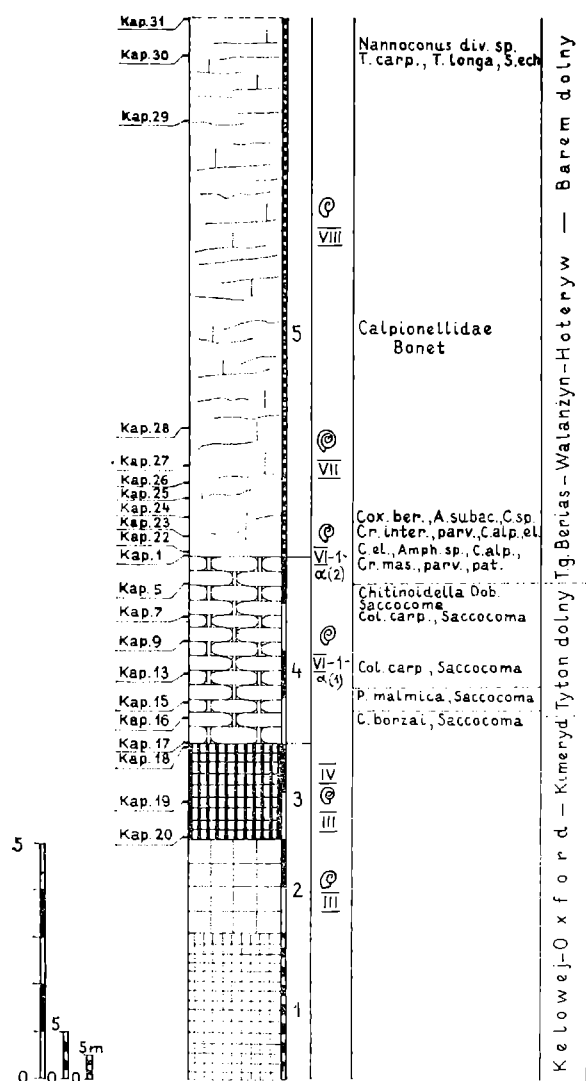 Kap. 31
Kap. 30
Kap. 29
Kap. 28
Kap. 27
Kap. 26
Kap. 25
Kap. 24
Kap. 23
Kap. 22
Kap. 1
Kap. 5
Kap. 7
Kap. 9
Kap. 13
Kap. 15
Kap. 16
Kap. 17
Kap. 18
Kap. 19
Kap. 20
5
0
5
0
5m
0
5
4
3
2
1
VIII
VII
VI-1-
α(2)
VI-1-
α(1)
IV
III
III
Nannoconus div. sp.
T. carp., T. longa, S.ech
Calpionellidae
Bonet
Cox. ber., A.subac., C.sp.
Cr. inter., parv., C.alp., el.
C.el., Amph. sp., C.alp.,
Cr. mas., parv., pat.
Chitinoidella Dob.
Saccocoma
Col. carp., Saccocoma
Col. carp., Saccocoma
P. malmica, Saccocoma
C. borzai, Saccocoma
Kelowej-Oxford - Kimeryd Tyton dolny Tg. Berias-Walanżyn-Hoteryw — Barem dolny